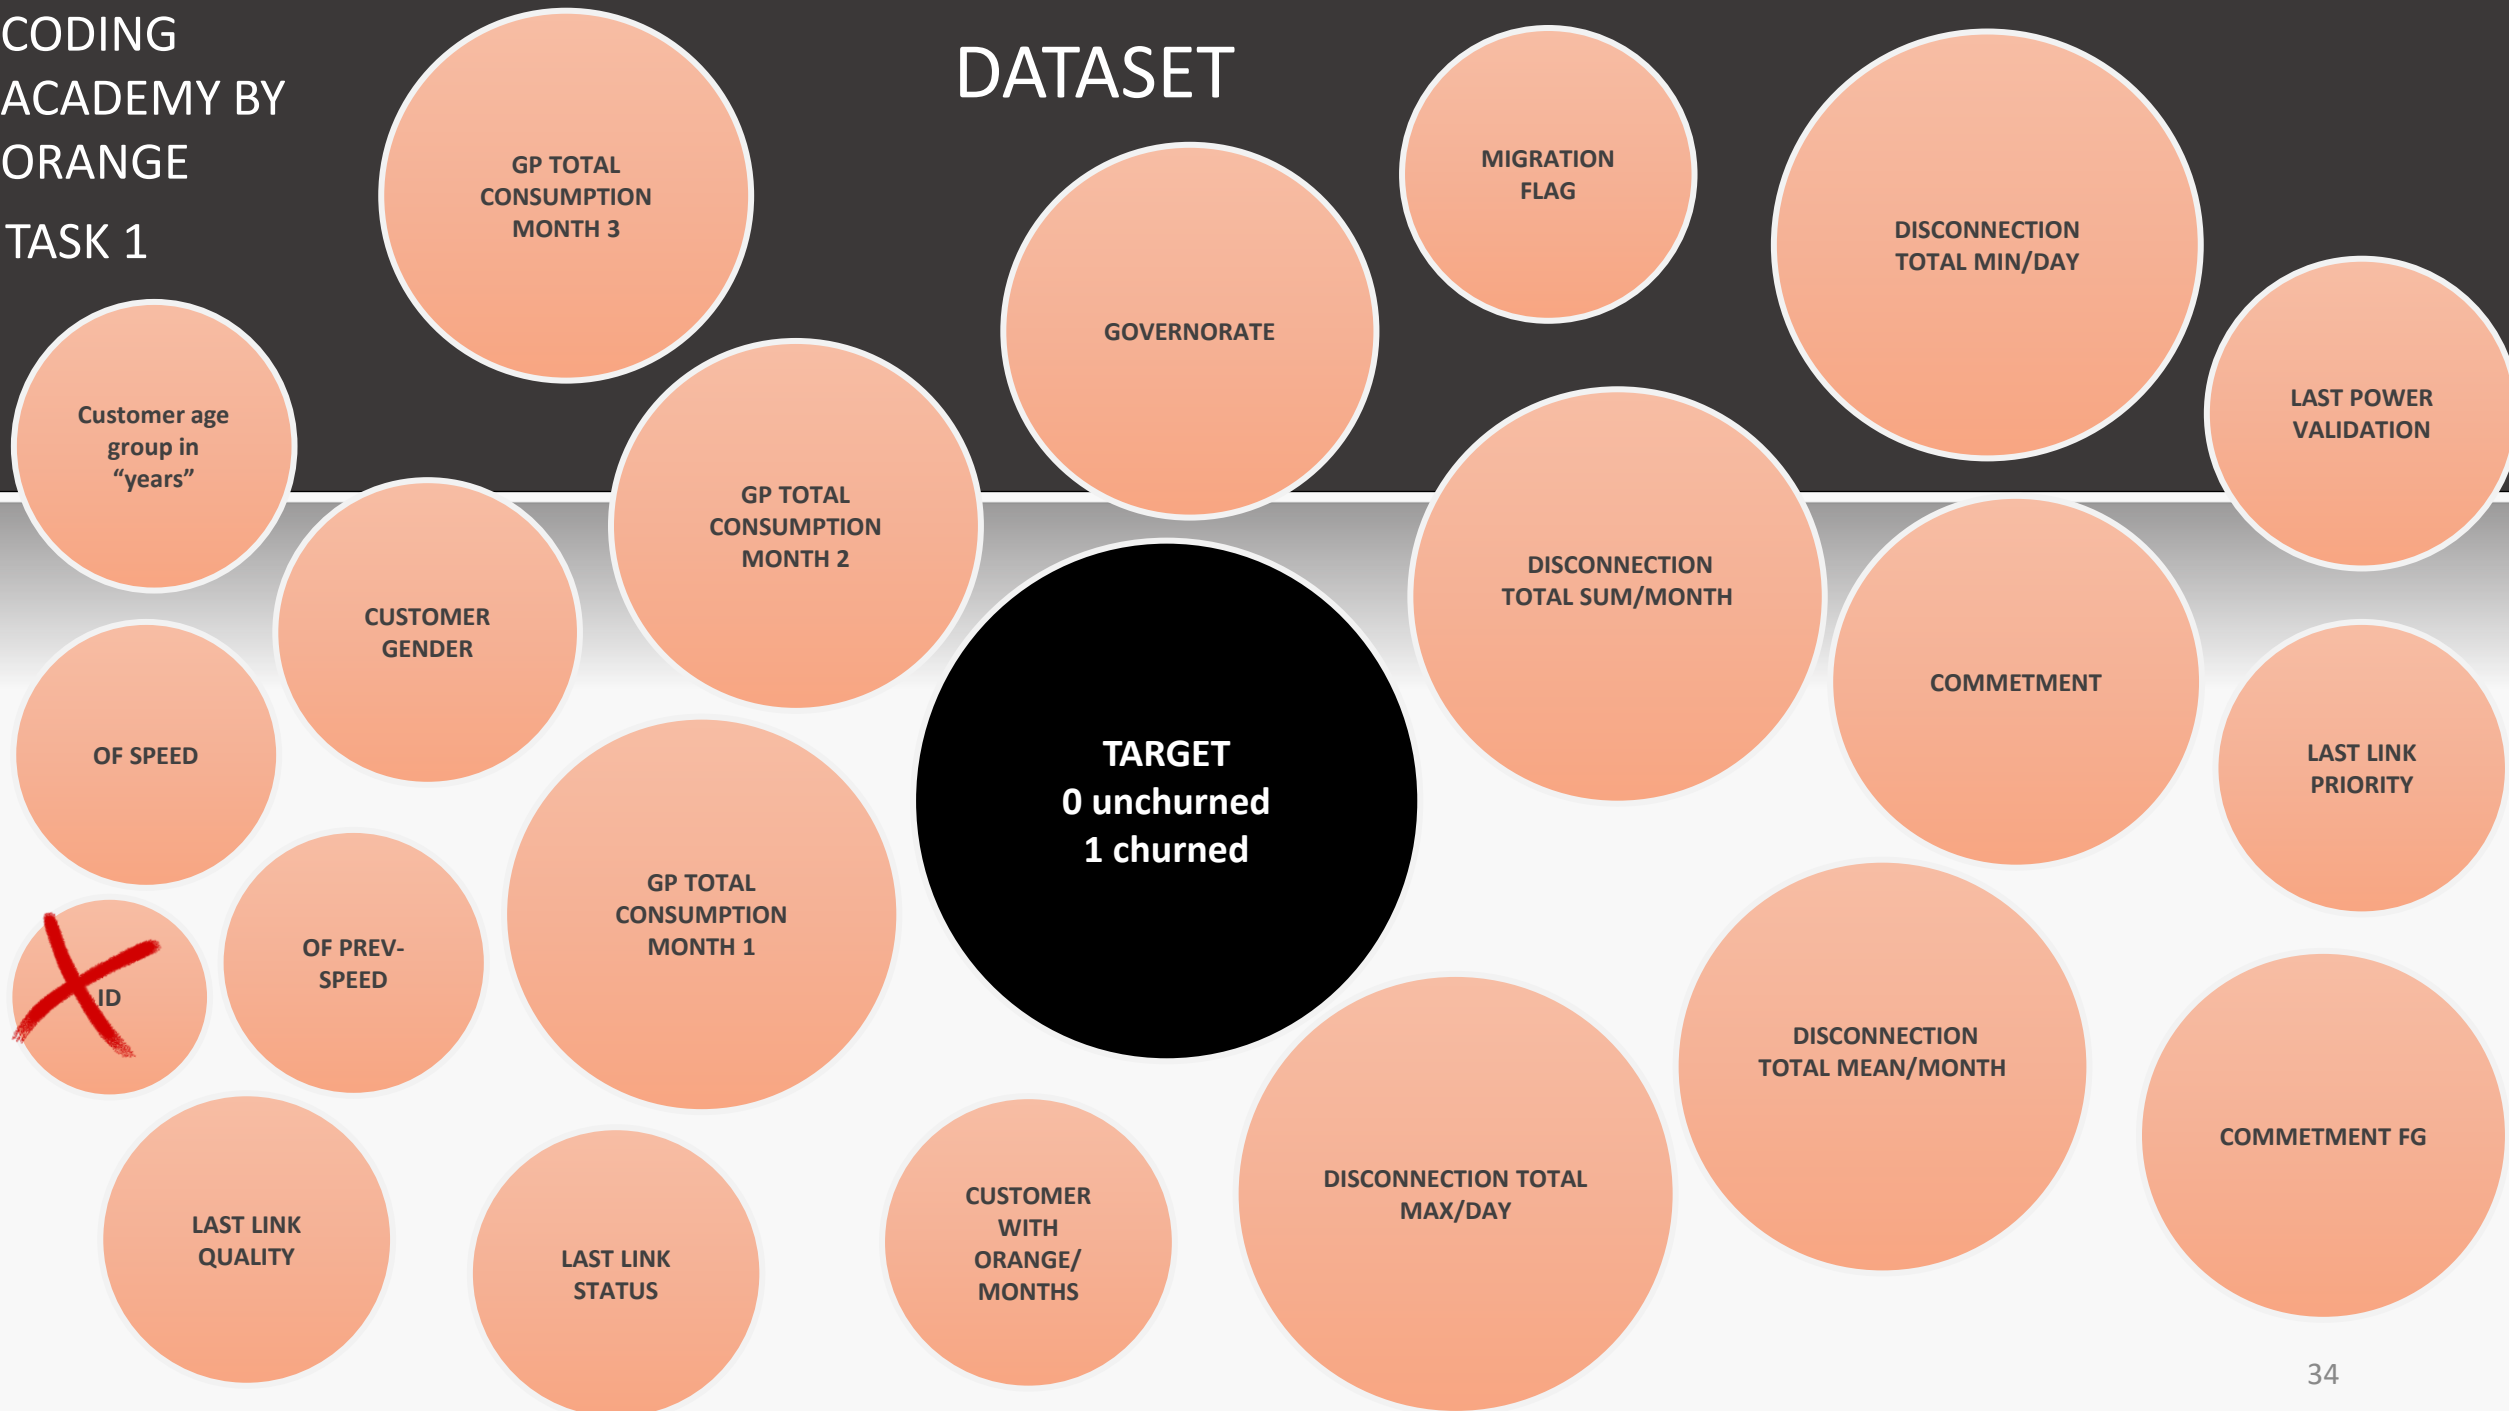 CODING
ACADEMY BY
ORANGE
TASK 1
DATASET
GP TOTAL
CONSUMPTION
MONTH 3
MIGRATION
FLAG
DISCONNECTION
TOTAL MIN/DAY
GOVERNORATE
LAST POWER
VALIDATION
Customer age
group in
“years”
GP TOTAL
CONSUMPTION
MONTH 2
DISCONNECTION
TOTAL SUM/MONTH
CUSTOMER
GENDER
COMMETMENT
OF SPEED
TARGET
0 unchurned
1 churned
LAST LINK
PRIORITY
GP TOTAL
CONSUMPTION
MONTH 1
OF PREV-
SPEED
ID
DISCONNECTION
TOTAL MEAN/MONTH
COMMETMENT FG
DISCONNECTION TOTAL
MAX/DAY
CUSTOMER
WITH
ORANGE/
MONTHS
LAST LINK
QUALITY
LAST LINK
STATUS
34